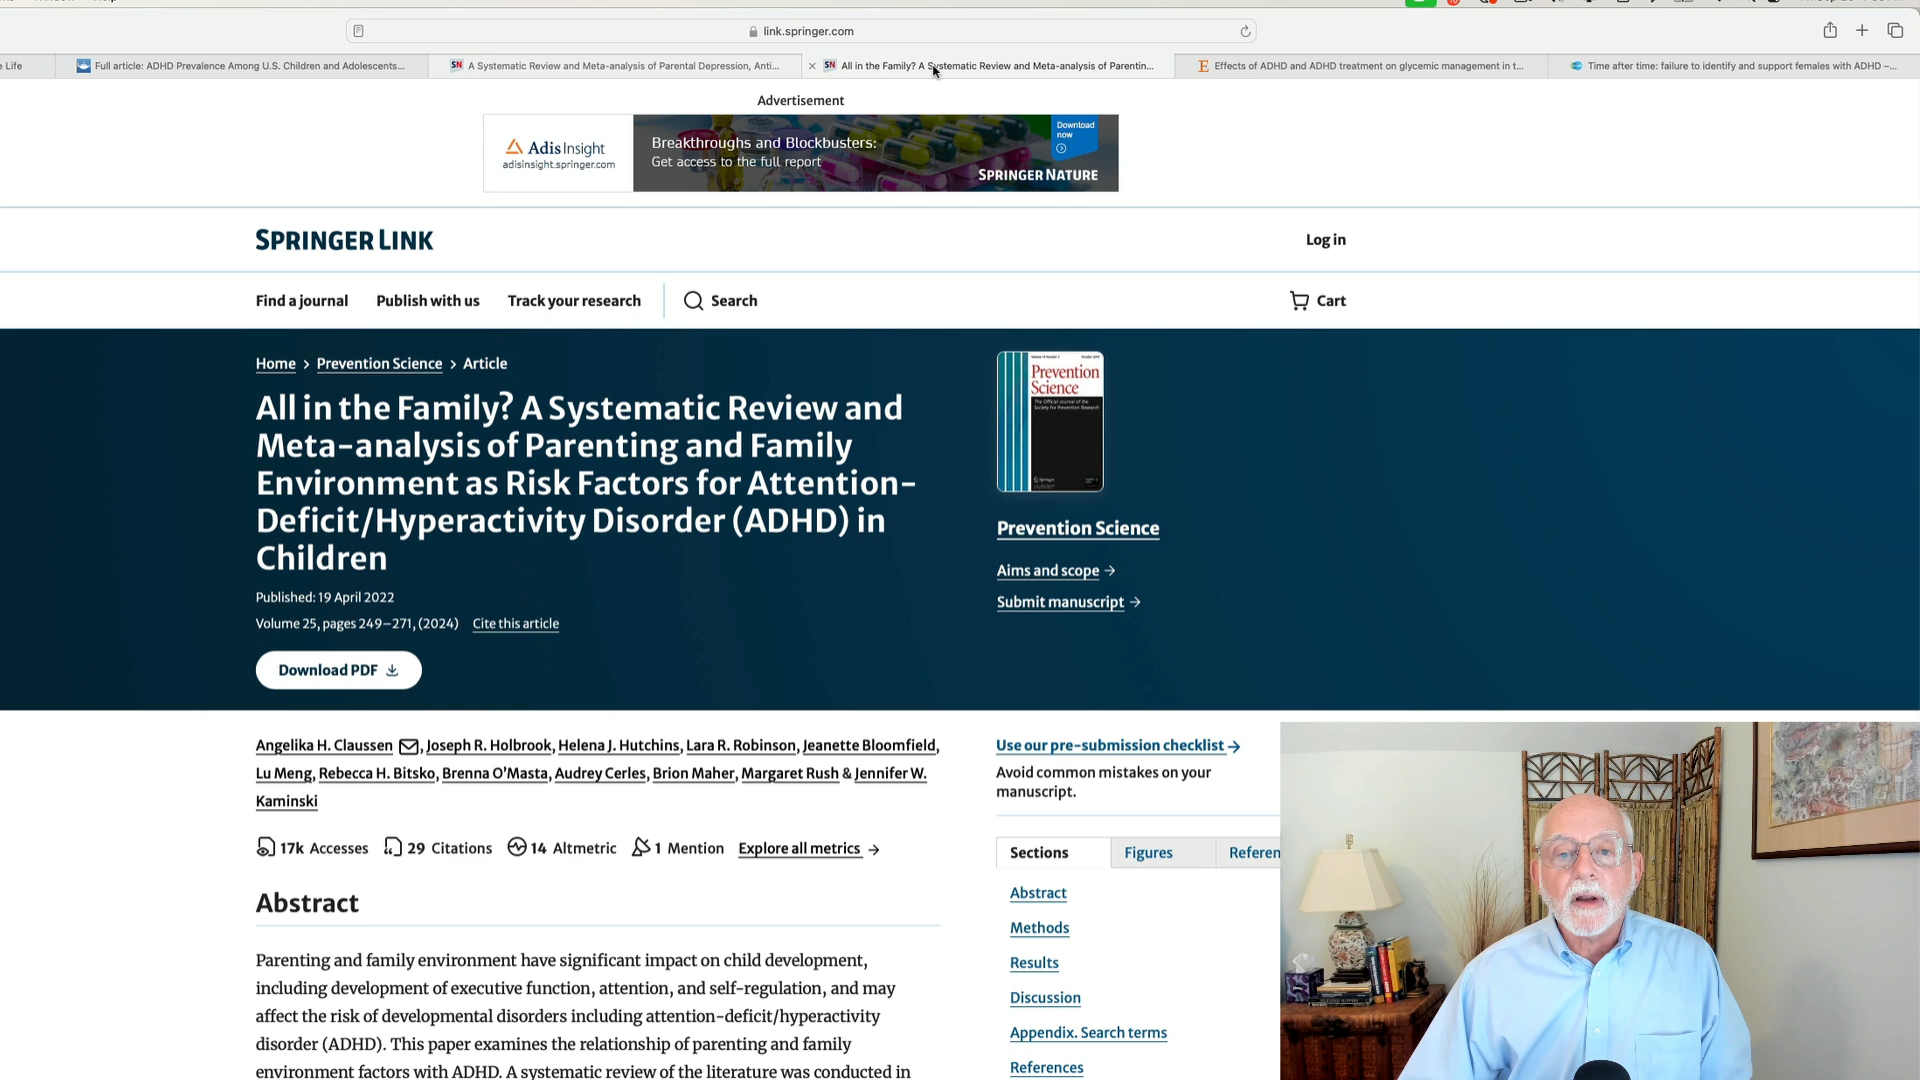 link.springer.com
e Life
Full article: ADHD Prevalence Among U.S. Children and Adolescents...
SN A Systematic Review and Meta-analysis of Parental Depression, Anti...
SN All in the Family? A Systematic Review and Meta-analysis of Parentin...
E Effects of ADHD and ADHD treatment on glycemic management in t...
Time after time: failure to identify and support females with ADHD –...
Advertisement
AdisInsight
adisinsight.springer.com
Breakthroughs and Blockbusters:
Get access to the full report
Download
now
SPRINGER NATURE
SPRINGER LINK
Log in
Find a journal
Publish with us
Track your research
Search
Cart
Home > Prevention Science > Article
All in the Family? A Systematic Review and
Meta-analysis of Parenting and Family
Environment as Risk Factors for Attention-
Deficit/Hyperactivity Disorder (ADHD) in
Children
Published: 19 April 2022
Volume 25, pages 249–271, (2024) Cite this article
Download PDF
Prevention
Science
Prevention Science
Aims and scope →
Submit manuscript →
Angelika H. Claussen, Joseph R. Holbrook, Helena J. Hutchins, Lara R. Robinson, Jeanette Bloomfield,
Lu Meng, Rebecca H. Bitsko, Brenna O'Masta, Audrey Cerles, Brion Maher, Margaret Rush & Jennifer W.
Kaminski
17k Accesses 29 Citations 14 Altmetric 1 Mention Explore all metrics →
Abstract
Parenting and family environment have significant impact on child development,
including development of executive function, attention, and self-regulation, and may
affect the risk of developmental disorders including attention-deficit/hyperactivity
disorder (ADHD). This paper examines the relationship of parenting and family
environment factors with ADHD. A systematic review of the literature was conducted in
Use our pre-submission checklist →
Avoid common mistakes on your
manuscript.
Sections
Figures
Referen
Abstract
Methods
Results
Discussion
Appendix. Search terms
References